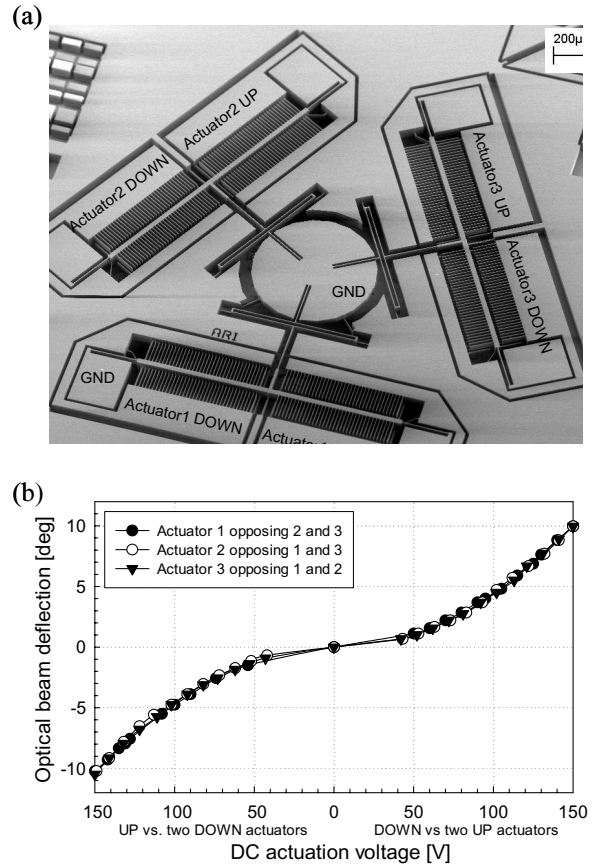 (a)
200µ
Actuator2 UP
Actuator2 DOWN
Actuator3 UP
GND
Actuator3 DOWN
ARI
GND
Actuator1 DOWN
(b)
Optical beam deflection [deg]
10
5
0
-5
-10
Actuator 1 opposing 2 and 3
Actuator 2 opposing 1 and 3
Actuator 3 opposing 1 and 2
150 100 50 0 50 100 150
UP vs. two DOWN actuators DOWN vs two UP actuators
DC actuation voltage [V]